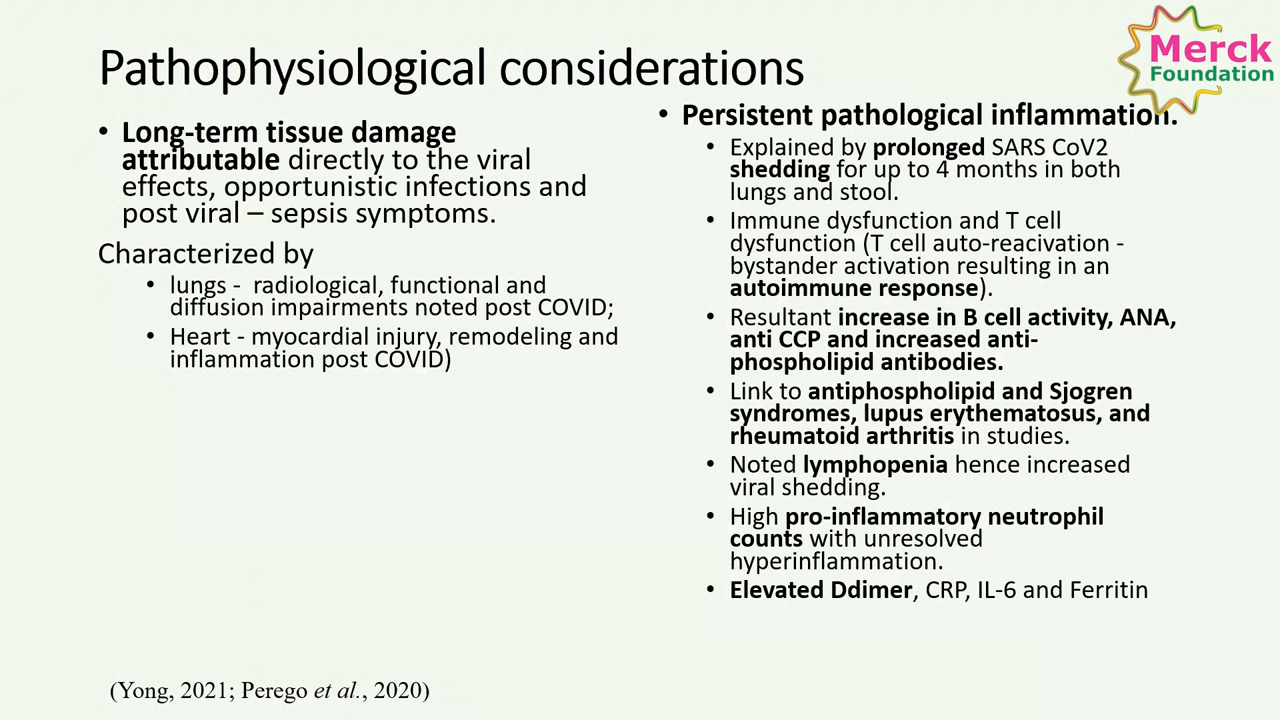 Pathophysiological considerations
Merck
Foundation
• Long-term tissue damage
attributable directly to the viral
effects, opportunistic infections and
post viral – sepsis symptoms.
Characterized by
• lungs - radiological, functional and
diffusion impairments noted post COVID;
• Heart - myocardial injury, remodeling and
inflammation post COVID)
• Persistent pathological inflammation.
• Explained by prolonged SARS CoV2
shedding for up to 4 months in both
lungs and stool.
• Immune dysfunction and T cell
dysfunction (T cell auto-reacivation -
bystander activation resulting in an
autoimmune response).
• Resultant increase in B cell activity, ANA,
anti CCP and increased anti-
phospholipid antibodies.
• Link to antiphospholipid and Sjogren
syndromes, lupus erythematosus, and
rheumatoid arthritis in studies.
• Noted lymphopenia hence increased
viral shedding.
• High pro-inflammatory neutrophil
counts with unresolved
hyperinflammation.
• Elevated Ddimer, CRP, IL-6 and Ferritin
(Yong, 2021; Perego et al., 2020)